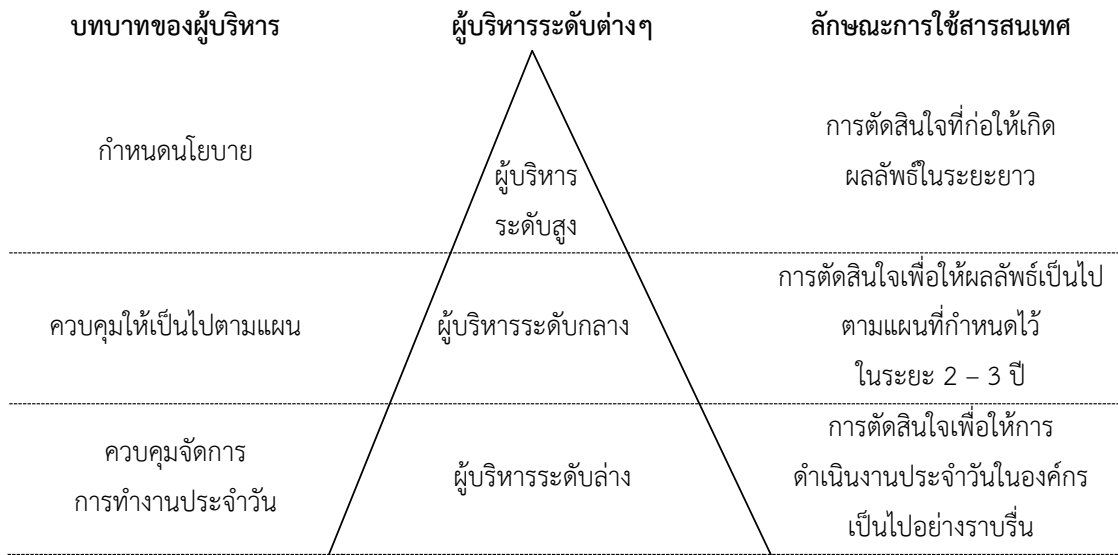 บทบาทของผู้บริหาร
ผู้บริหารระดับต่างๆ
ลักษณะการใช้สารสนเทศ
กำหนดนโยบาย
ผู้บริหาร
ระดับสูง
การตัดสินใจที่ก่อให้เกิด
ผลลัพธ์ในระยะยาว
ควบคุมให้เป็นไปตามแผน
ผู้บริหารระดับกลาง
การตัดสินใจเพื่อให้ผลลัพธ์เป็นไป
ตามแผนที่กำหนดไว้
ในระยะ 2 – 3 ปี
ควบคุมจัดการ
การทำงานประจำวัน
ผู้บริหารระดับล่าง
การตัดสินใจเพื่อให้การ
ดำเนินงานประจำวันในองค์กร
เป็นไปอย่างราบรื่น